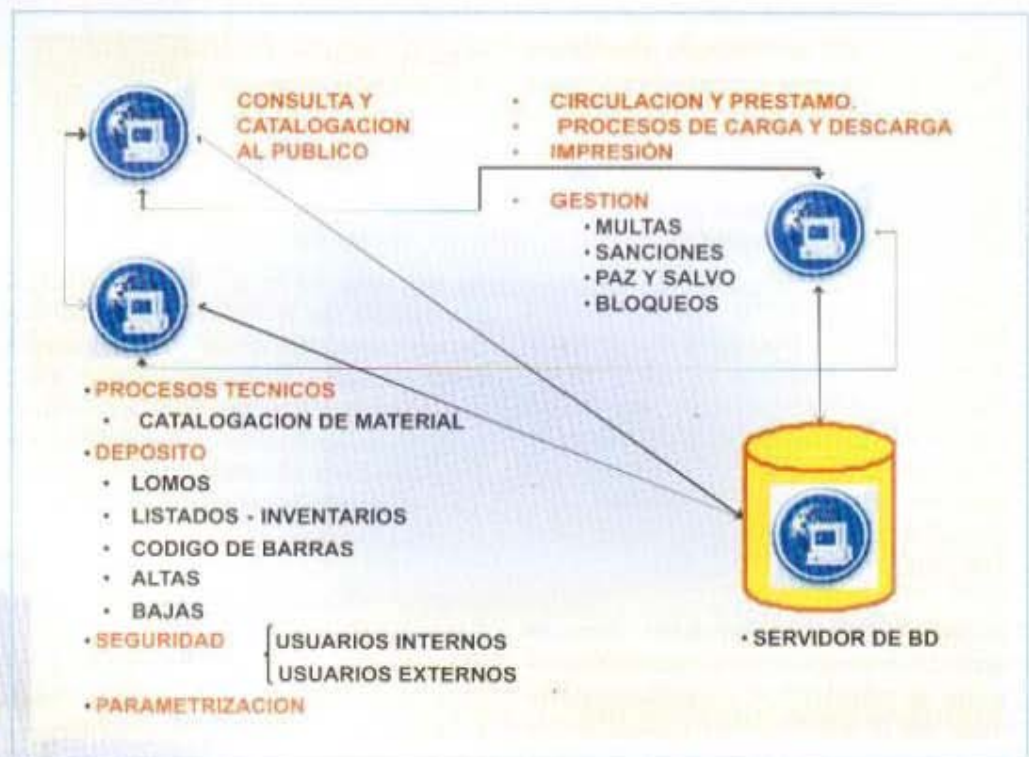 CONSULTA Y
CATALOGACION
AL PUBLICO
• CIRCULACION Y PRESTAMO.
• PROCESOS DE CARGA Y DESCARGA
• IMPRESIÓN
• GESTION
• MULTAS
• SANCIONES
• PAZ Y SALVO
• BLOQUEOS
• PROCESOS TECNICOS
• CATALOGACION DE MATERIAL
• DEPOSITO
• LOMOS
• LISTADOS - INVENTARIOS
• CODIGO DE BARRAS
• ALTAS
• BAJAS
• SEGURIDAD
USUARIOS INTERNOS
USUARIOS EXTERNOS
• PARAMETRIZACION
• SERVIDOR DE BD